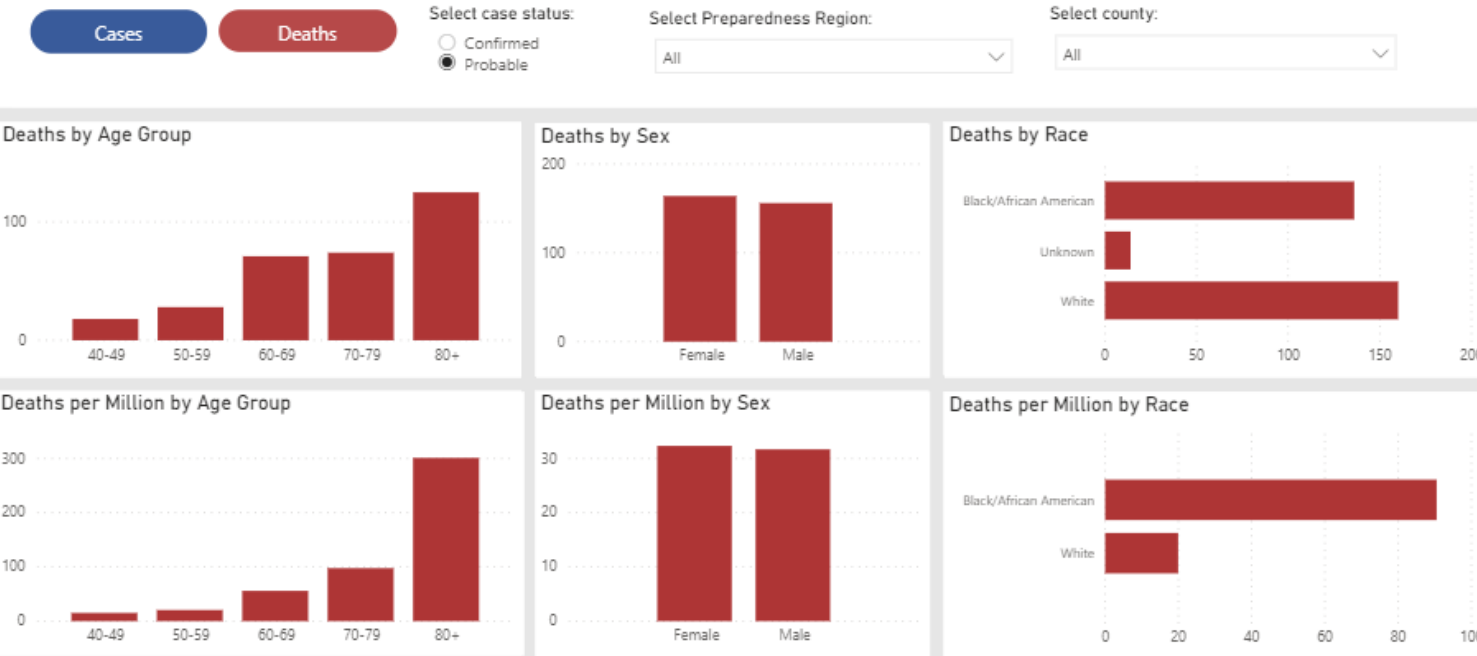 Cases
Deaths
Select case status:
Confirmed
Probable
Select Preparedness Region:
All
Select county:
All
Deaths by Age Group
100
0
40-49 50-59 60-69 70-79 80+
Deaths by Sex
200
100
0
Female Male
Deaths by Race
Black/African American
Unknown
White
0 50 100 150
Deaths per Million by Age Group
300
200
100
0
40-49 50-59 60-69 70-79 80+
Deaths per Million by Sex
30
20
10
0
Female Male
Deaths per Million by Race
Black/African American
White
0 20 40 60 80